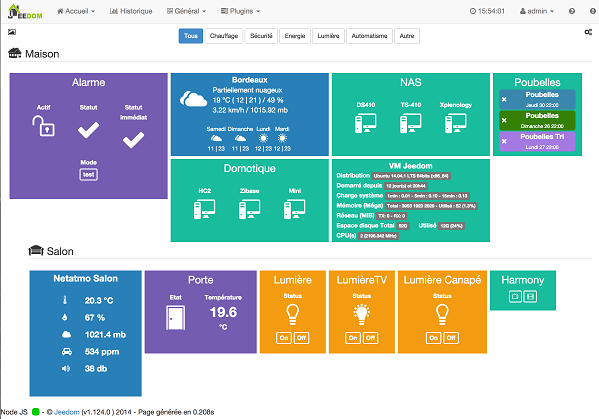 JEEDOM Accueil Historique Général Plugins 15:54:01 admin
Tous Chauffage Sécurité Energie Lumière Automatisme Autre
Maison
Alarme
Actif Statut Statut immédiat
Mode
test
Bordeaux
Partiellement nuageux
19 °C ( 12 | 21 ) / 49 %
3.22 km/h / 1015.92 mb
Samedi Dimanche Lundi Mardi
11 | 23 11 | 23 12 | 23 12 | 23
NAS
DS410 TS-410 Xplenology
Poubelles
Poubelles
Jeudi 30 22:00
Poubelles
Dimanche 26 22:00
Poubelles Tri
Lundi 27 22:00
Domotique
HC2 Zibase Mini
VM Jeedom
Distribution Ubuntu 14.04.1 LTS 64bits (x86_64)
Demarré depuis 12 jour(s) et 20h44
Charge système 1min : 0.01 - 5min : 0.10 - 15min : 0.13
Mémoire (Méga) Total : 3953 1923 2029 - Utilisé : 52 (1.3%)
Réseau (MiB) TX: 0 - RX: 0
Espace disque Total 52G Utilisé 12G (24%)
CPU(s) 2 (2196.342 MHz)
Salon
Netatmo Salon
20.3 °C
67 %
1021.4 mb
534 ppm
38 db
Porte
Etat Température
19.6
°C
Lumière
Status
On Off
LumièreTV
Status
On Off
Lumière Canapé
Status
On Off
Harmony
Node JS - © Jeedom (v1.124.0 ) 2014 - Page générée en 0.208s